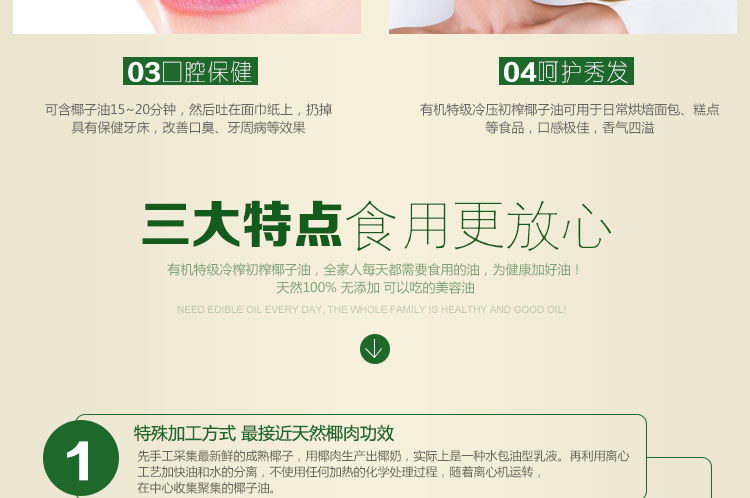 03口腔保健
可含椰子油15~20分钟，然后吐在面巾纸上，扔掉
具有保健牙床，改善口臭、牙周病等效果
04呵护秀发
有机特级冷压初榨椰子油可用于日常烘焙面包、糕点
等食品，口感极佳，香气四溢
三大特点食用更放心
有机特级冷榨初榨椰子油，全家人每天都需要食用的油，为健康加好油！
天然100% 无添加 可以吃的美容油
NEED EDIBLE OIL EVERY DAY, THE WHOLE FAMILY IS HEALTHY AND GOOD OIL!
1
特殊加工方式 最接近天然椰肉功效
先手工采集最新鲜的成熟椰子，用椰肉生产出椰奶，实际上是一种水包油型乳液。再利用离心
工艺加快油和水的分离，不使用任何加热的化学处理过程，随着离心机运转，
在中心收集聚集的椰子油。